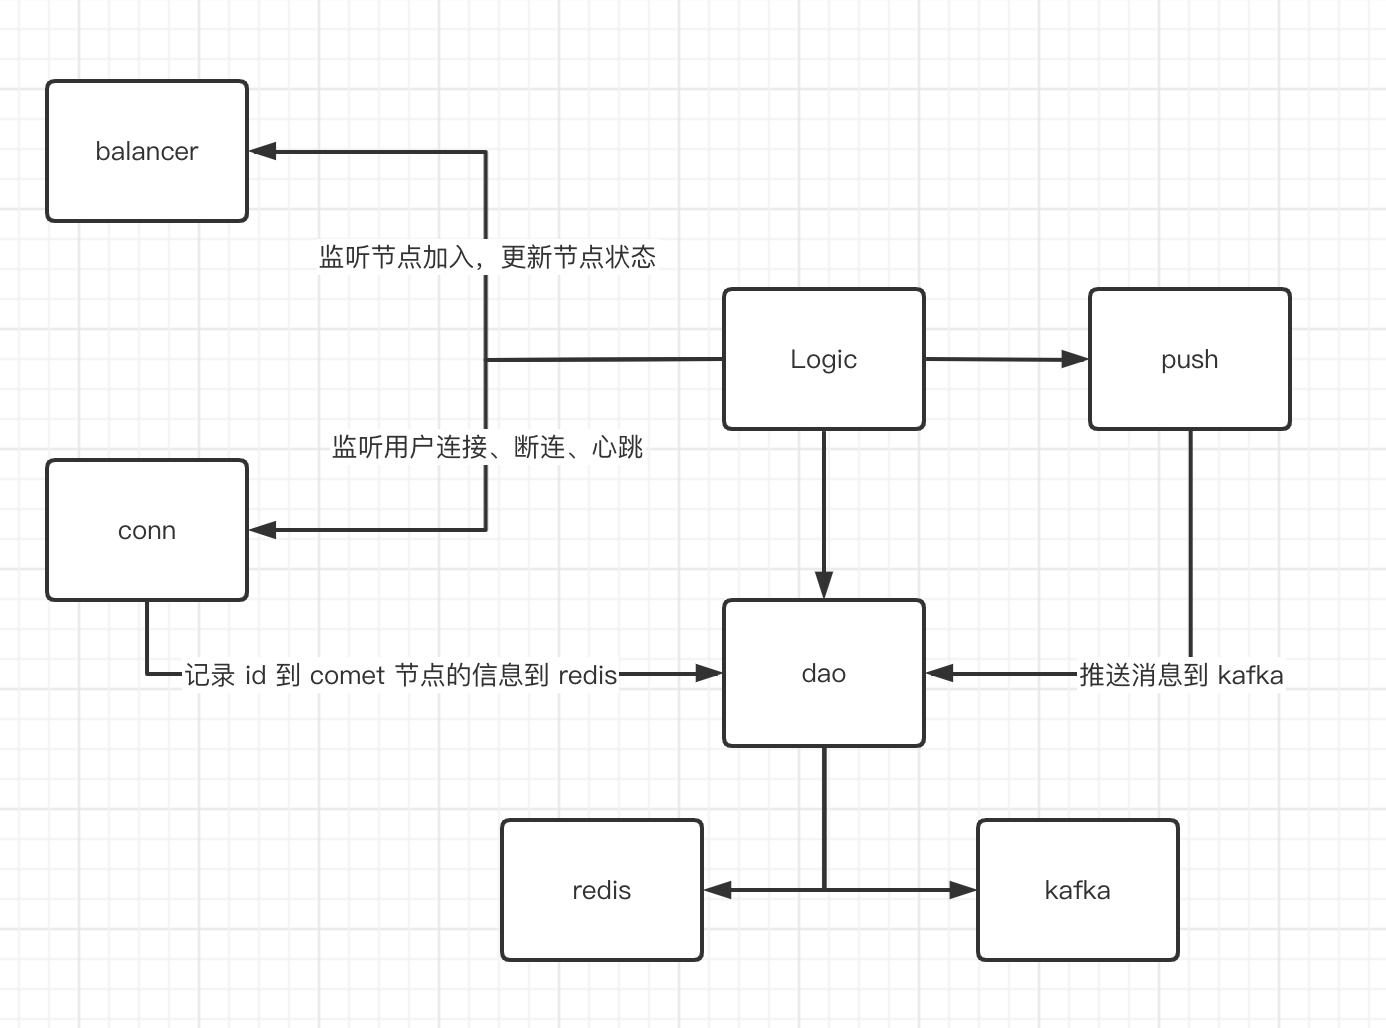 balancer
监听节点加入，更新节点状态
Logic
push
监听用户连接、断连、心跳
conn
记录 id 到 comet 节点的信息到 redis
dao
推送消息到 kafka
redis
kafka